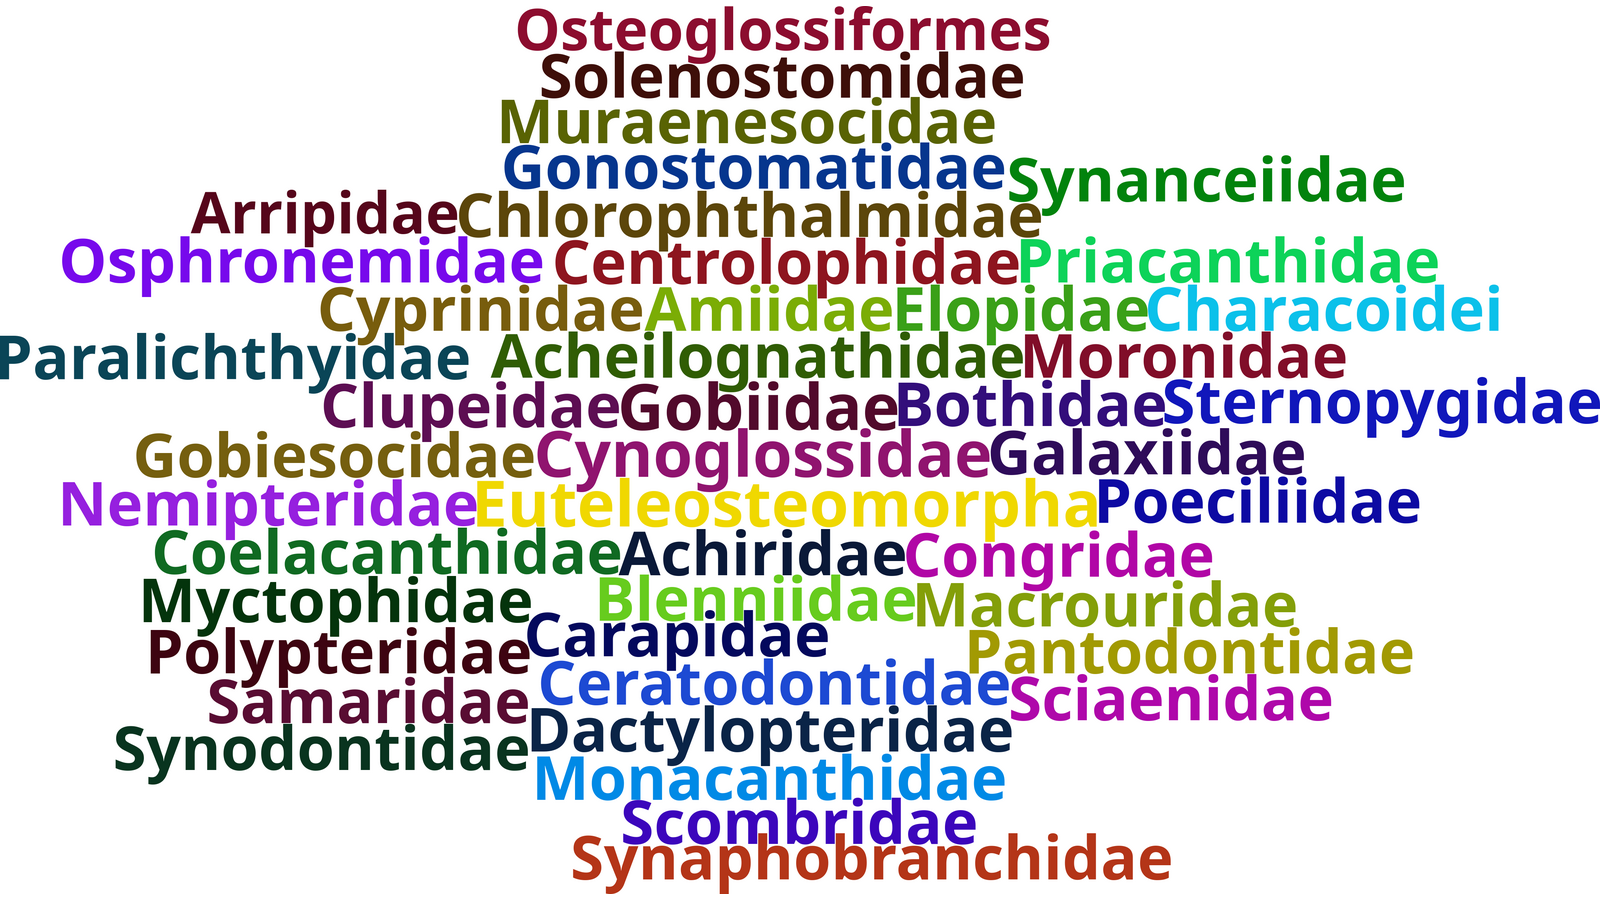 Osteoglossiformes
Solenostomidae
Muraenesocidae
Gonostomatidae Synanceiidae
Arripidae Chlorophthalmidae
Osphronemidae Centrolophidae Priacanthidae
Cyprinidae Amiidae Elopidae Characoidei
Paralichthyidae Acheilognathidae Moronidae
Clupeidae Gobiidae Bothidae Sternopygidae
Gobiesocidae Cynoglossidae Galaxiidae
Nemipteridae Euteleosteomorpha Poeciliidae
Coelacanthidae Achiridae Congridae
Myctophidae Blenniidae Macrouridae
Polypteridae Carapidae Pantodontidae
Samaridae Ceratodontidae Sciaenidae
Synodontidae Dactylopteridae
Monacanthidae
Scombridae
Synaphobranchidae